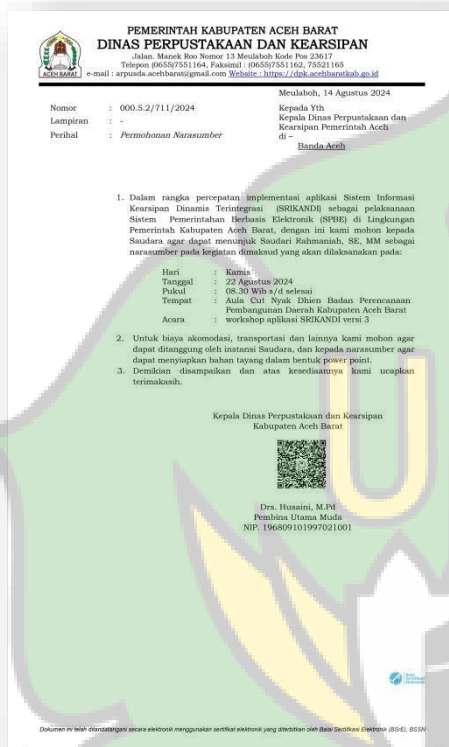 PEMERINTAH KABUPATEN ACEH BARAT
DINAS PERPUSTAKAAN DAN KEARSIPAN
Jalan. Manek Roo Nomor 13 Meulaboh Kode Pos 23617
Telepon (0655)7551164, Faksimil : (0655)7551162, 75521165
ACEH BARAT
e-mail : arpusda.acehbarat@gmail.com Website : https://dpk.acehbaratkab.go.id
Meulaboh, 14 Agustus 2024
Nomor : 000.5.2/711/2024
Lampiran : -
Perihal : Permohonan Narasumber
Kepada Yth
Kepala Dinas Perpustakaan dan
Kearsipan Pemerintah Aceh
di –
Banda Aceh
1. Dalam rangka percepatan implementasi aplikasi Sistem Informasi
Kearsipan Dinamis Terintegrasi (SRIKANDI) sebagai pelaksanaan
Sistem Pemerintahan Berbasis Elektronik (SPBE) di Lingkungan
Pemerintah Kabupaten Aceh Barat, dengan ini kami mohon kepada
Saudara agar dapat menunjuk Saudari Rahmaniah, SE, MM sebagai
narasumber pada kegiatan dimaksud yang akan dilaksanakan pada:
Hari : Kamis
Tanggal : 22 Agustus 2024
Pukul : 08.30 Wib s/d selesai
Tempat : Aula Cut Nyak Dhien Badan Perencanaan
Pembangunan Daerah Kabupaten Aceh Barat
Acara : workshop aplikasi SRIKANDI versi 3
2. Untuk biaya akomodasi, transportasi dan lainnya kami mohon agar
dapat ditanggung oleh instansi Saudara, dan kepada narasumber agar
dapat menyiapkan bahan tayang dalam bentuk power point.
3. Demikian disampaikan dan atas kesediaannya kami ucapkan
terimakasih.
Kepala Dinas Perpustakaan dan Kearsipan
Kabupaten Aceh Barat
Drs. Husaini, M.Pd
Pembina Utama Muda
NIP. 196809101997021001
Balai
Sertifikasi
Elektronik
Dokumen ini telah ditandatangani secara elektronik menggunakan sertifikat elektronik yang diterbitkan oleh Balai Sertifikasi Elektronik (BSrE), BSSN